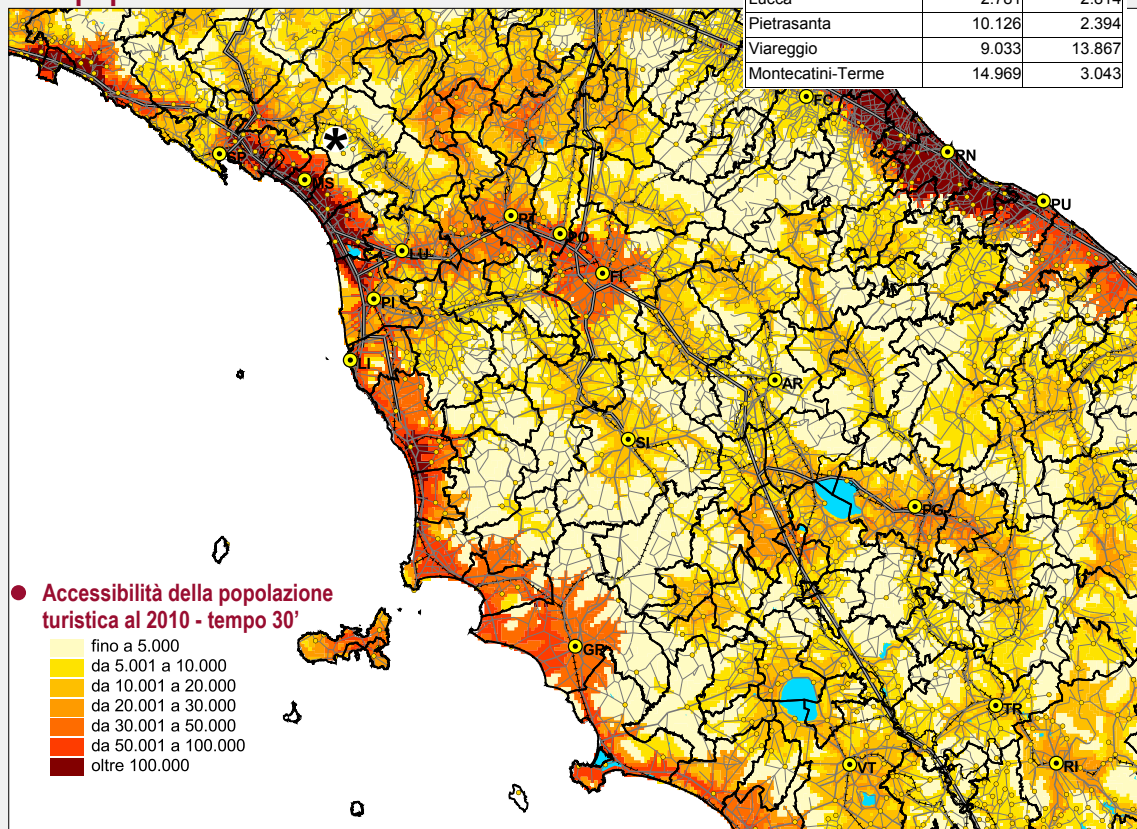 Pietrasanta 10.126 2.394
Viareggio 9.033 13.867
Montecatini-Terme 14.969 3.043
FC
RN
PU
SP
*
MS
PT
PO
LU
FI
PI
LI
AR
SI
PG
● Accessibilità della popolazione
turistica al 2010 - tempo 30’
fino a 5.000
da 5.001 a 10.000
da 10.001 a 20.000
da 20.001 a 30.000
da 30.001 a 50.000
da 50.001 a 100.000
oltre 100.000
GR
TR
VT
RI